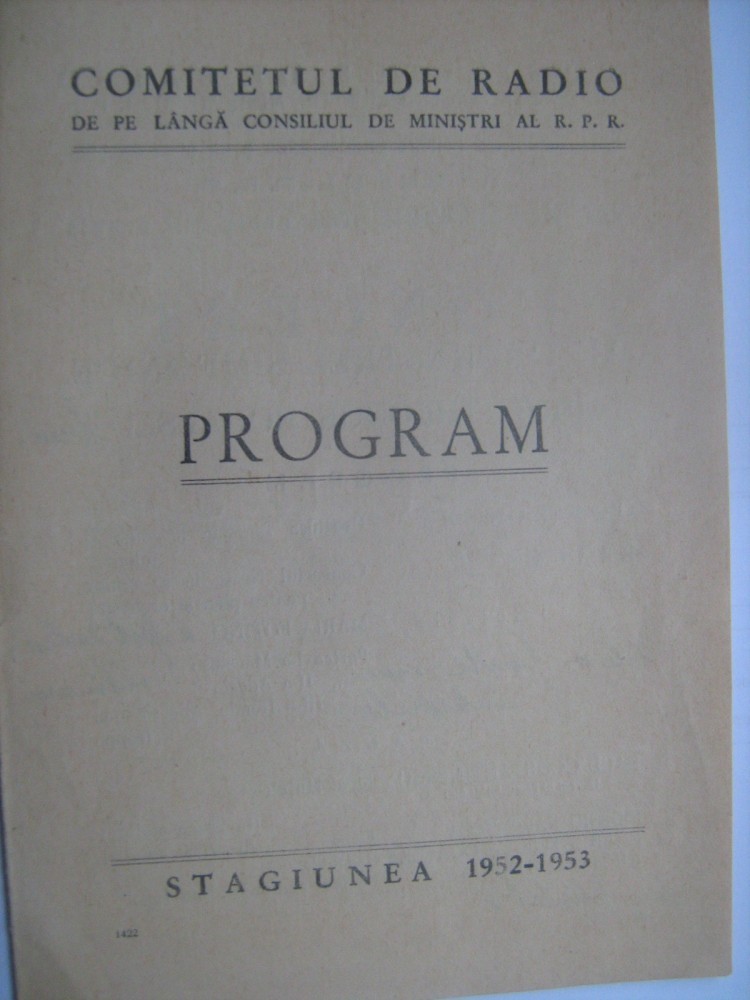 COMITETUL DE RADIO
DE PE LÂNGĂ CONSILIUL DE MINIȘTRI AL R. P. R.
PROGRAM
STAGIUNEA 1952-1953
1422